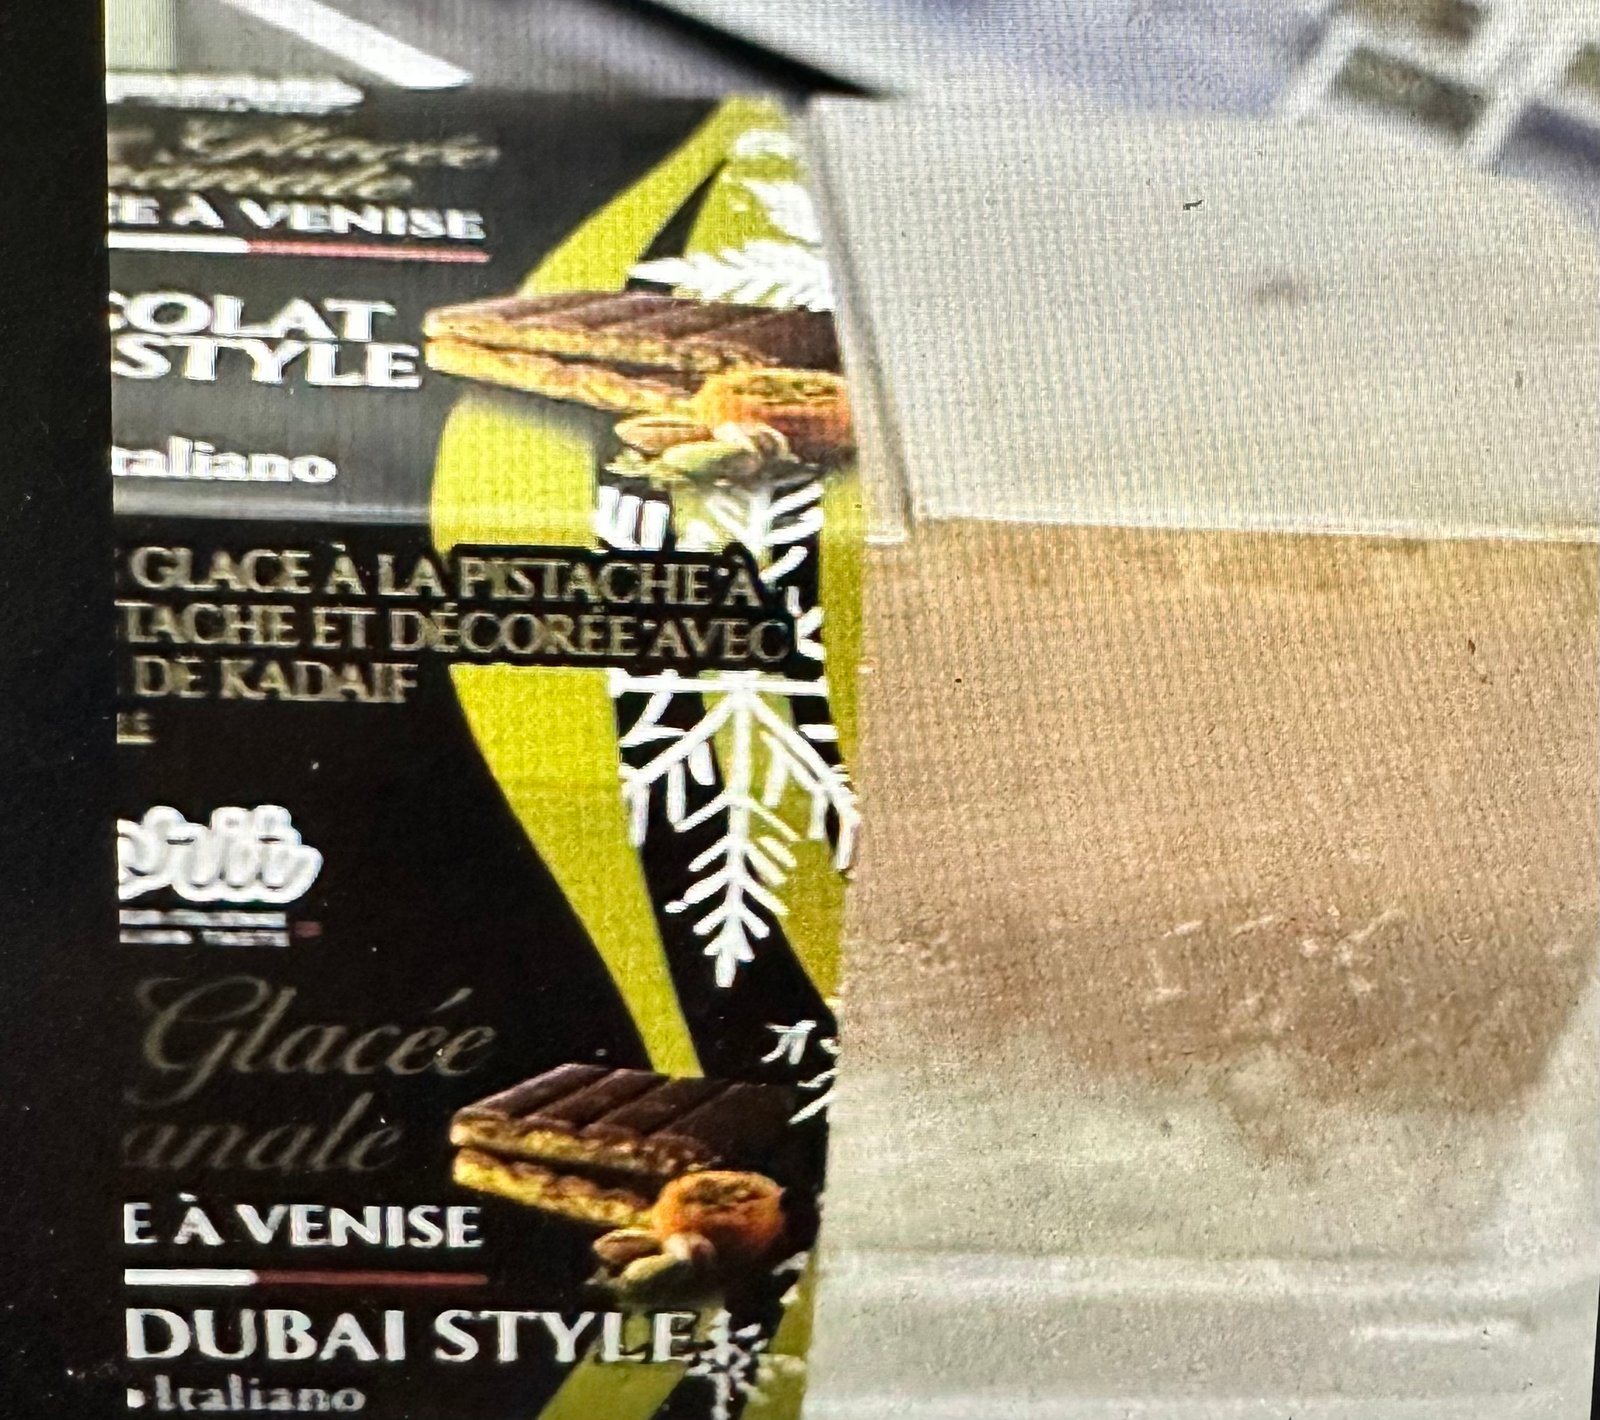 E À VENISE
COLAT
STYLE
Italiano
GLACE À LA PISTACHE À
TACHE ET DÉCORÉE AVEC
DE KADAIF
LE
Glacée
anale
E À VENISE
DUBAI STYLE
Italiano